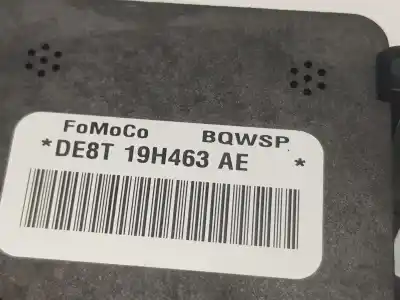 FoMoCo BQWSP
*DE8T 19H463 AE *